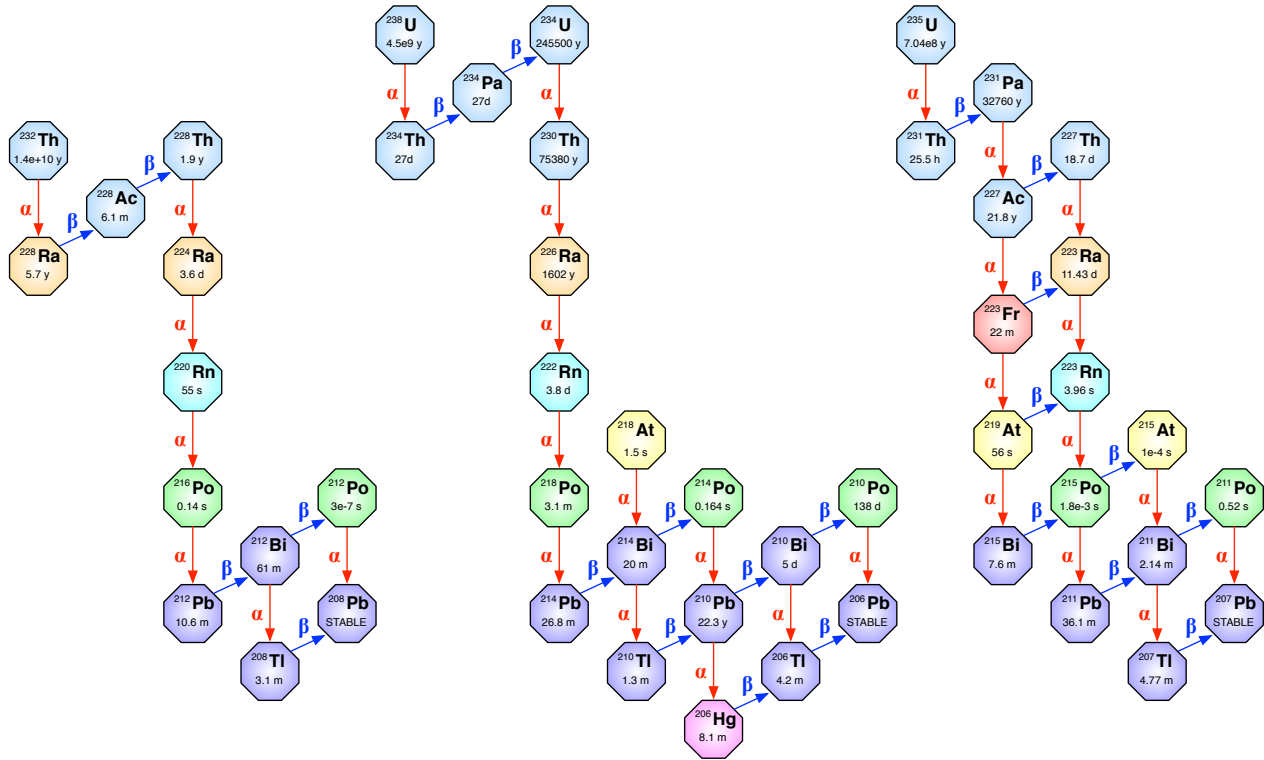 ²³⁸U
4.5e9 y
α
²³⁴Th
27d
β
²³⁴Pa
27d
β
²³⁴U
245500 y
α
²³⁰Th
75380 y
α
²²⁶Ra
1602 y
α
²²²Rn
3.8 d
α
²¹⁸Po
3.1 m
α
²¹⁴Pb
26.8 m
β
²¹⁸At
1.5 s
α
²¹⁴Bi
20 m
β
α
²¹⁰Tl
1.3 m
β
²¹⁴Po
0.164 s
α
²¹⁰Pb
22.3 y
β
α
²⁰⁶Hg
8.1 m
β
²¹⁰Bi
5 d
β
α
²⁰⁶Tl
4.2 m
β
²¹⁰Po
138 d
α
²⁰⁶Pb
STABLE
²³²Th
1.4e+10 y
α
²²⁸Ra
5.7 y
β
²²⁸Ac
6.1 m
β
²²⁸Th
1.9 y
α
²²⁴Ra
3.6 d
α
²²⁰Rn
55 s
α
²¹⁶Po
0.14 s
α
²¹²Pb
10.6 m
β
²¹²Bi
61 m
β
α
²⁰⁸Tl
3.1 m
β
²¹²Po
3e-7 s
α
²⁰⁸Pb
STABLE
²³⁵U
7.04e8 y
α
²³¹Th
25.5 h
β
²³¹Pa
32760 y
α
²²⁷Ac
21.8 y
β
α
²²³Fr
22 m
β
α
²¹⁹At
56 s
β
α
²¹⁵Bi
7.6 m
β
²²⁷Th
18.7 d
α
²²³Ra
11.43 d
α
²²³Rn
3.96 s
α
²¹⁵Po
1.8e-3 s
β
α
²¹¹Pb
36.1 m
β
²¹⁵At
1e-4 s
α
²¹¹Bi
2.14 m
β
α
²⁰⁷Tl
4.77 m
β
²¹¹Po
0.52 s
α
²⁰⁷Pb
STABLE